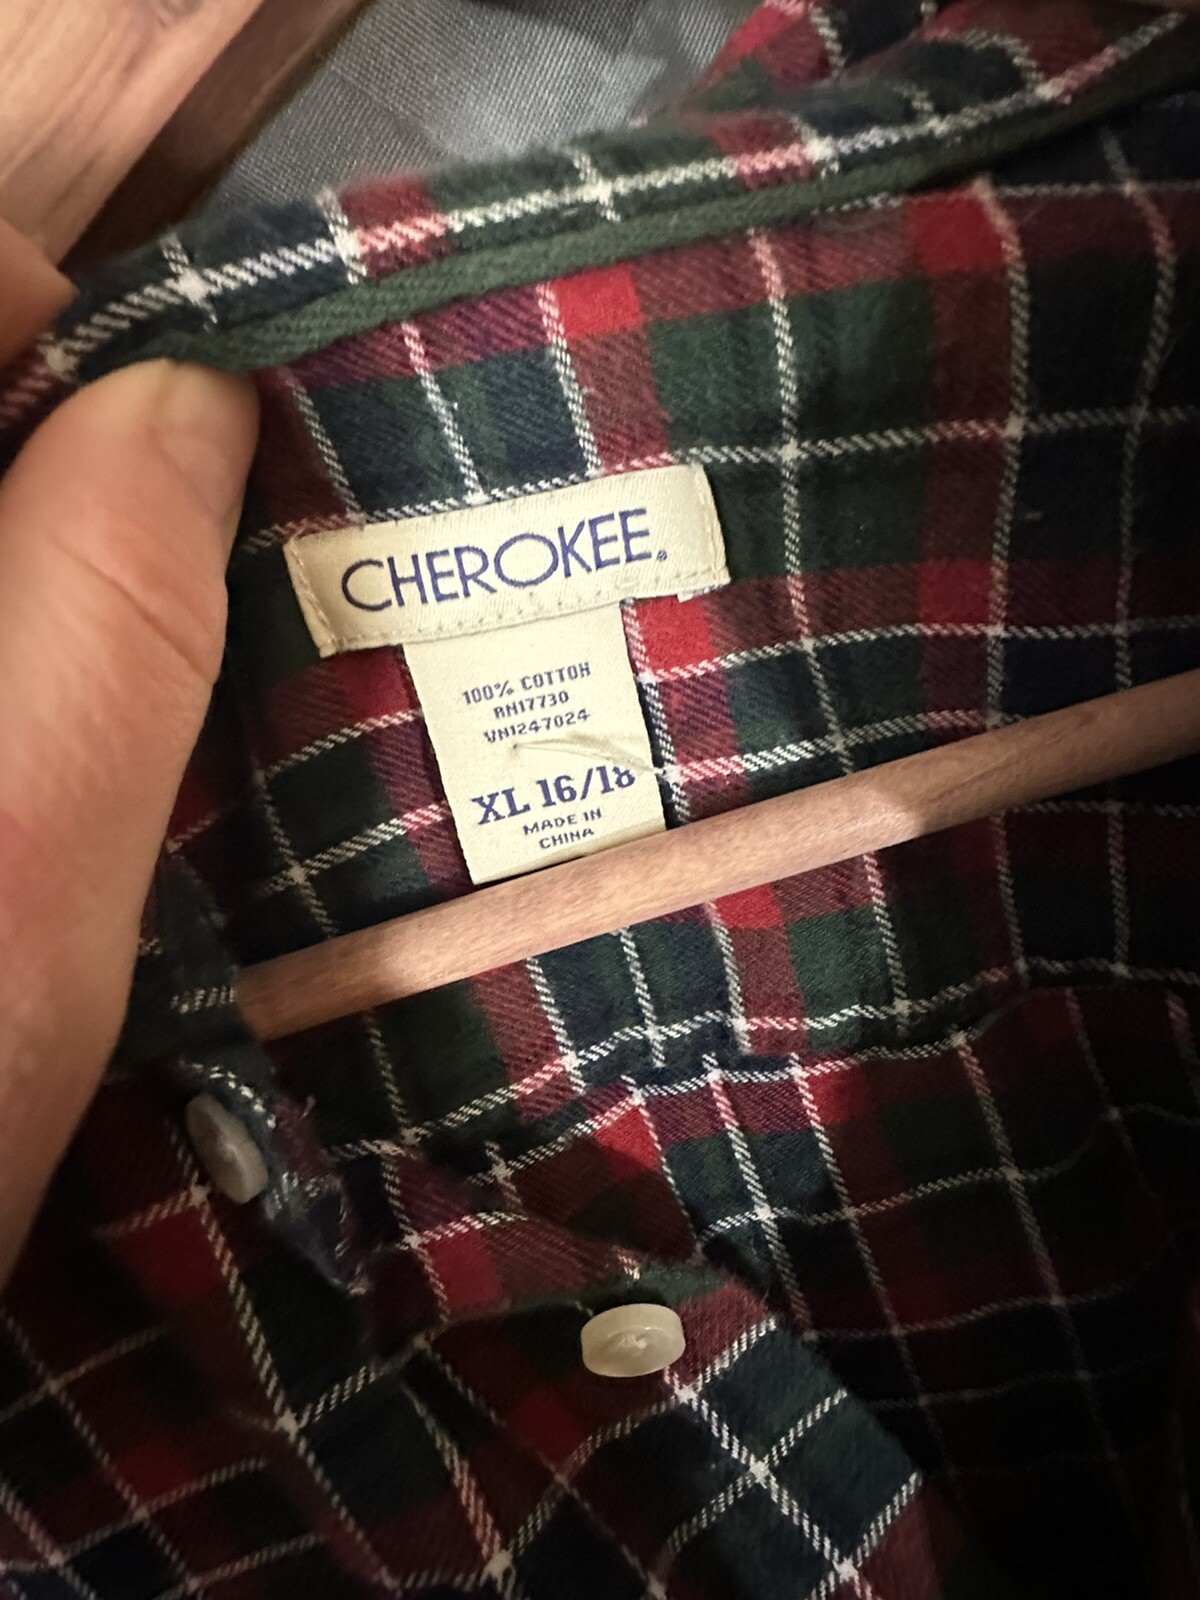 CHEROKEE®
100% COTTON
RN17730
VN1247024
XL 16/18
MADE IN
CHINA